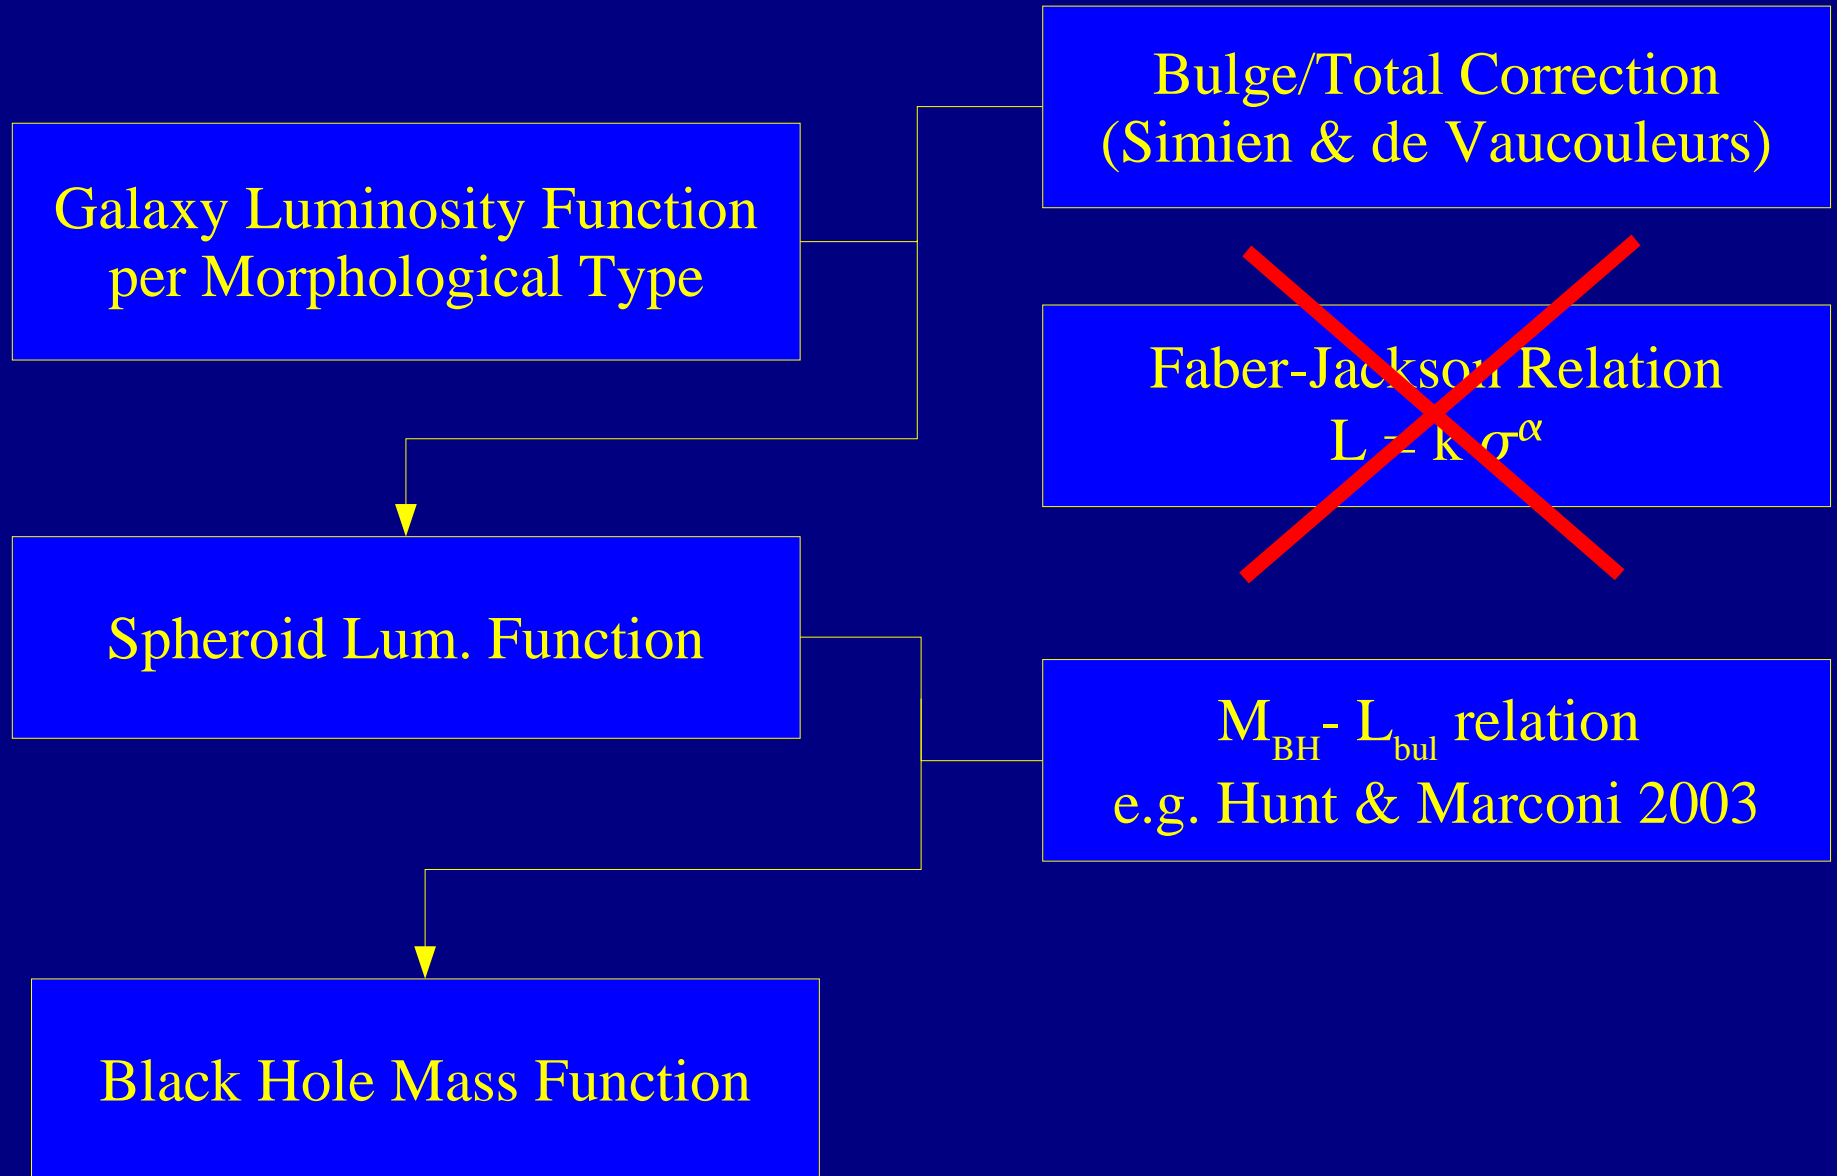 Bulge/Total Correction
(Simien & de Vaucouleurs)
Galaxy Luminosity Function
per Morphological Type
Faber-Jackson Relation
L = k σ^α
Spheroid Lum. Function
M_BH - L_bul relation
e.g. Hunt & Marconi 2003
Black Hole Mass Function